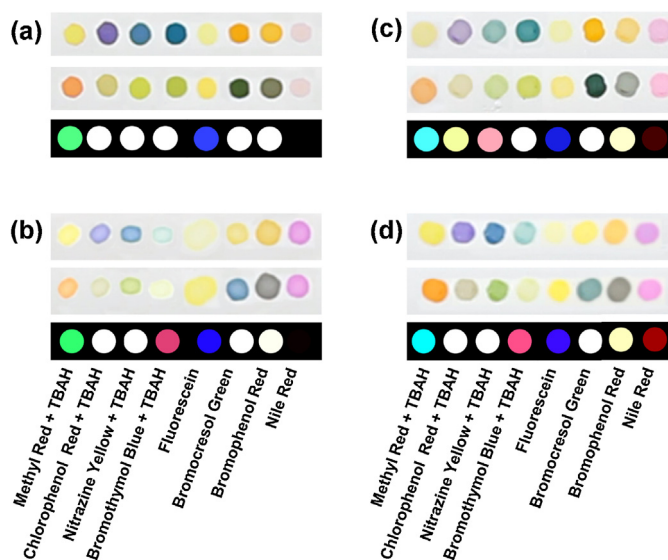 (a)
(c)
(b)
(d)
Methyl Red + TBAH
Chlorophenol Red + TBAH
Nitrazine Yellow + TBAH
Bromothymol Blue + TBAH
Fluorescein
Bromocresol Green
Bromophenol Red
Nile Red
Methyl Red + TBAH
Chlorophenol Red + TBAH
Nitrazine Yellow + TBAH
Bromothymol Blue + TBAH
Fluorescein
Bromocresol Green
Bromophenol Red
Nile Red